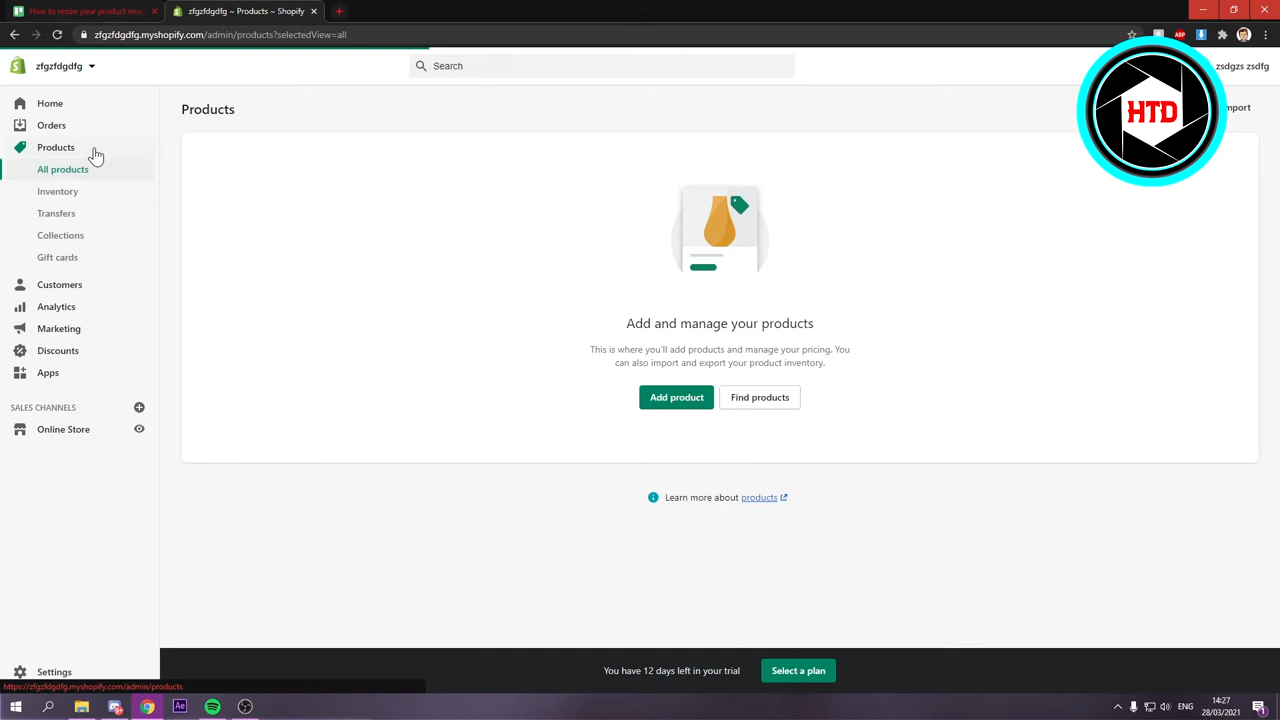 How to resize your product imag
zfgzfdgdfg ~ Products ~ Shopify
zfgzfdgdfg.myshopify.com/admin/products?selectedView=all
ABP
zfgzfdgdfg
Search
zsdgzs zsdfg
HTD
Home
Orders
Products
All products
Inventory
Transfers
Collections
Gift cards
Customers
Analytics
Marketing
Discounts
Apps
SALES CHANNELS
Online Store
Settings
Products
mport
Add and manage your products
This is where you'll add products and manage your pricing. You
can also import and export your product inventory.
Add product
Find products
Learn more about products
You have 12 days left in your trial
Select a plan
https://zfgzfdgdfg.myshopify.com/admin/products
Ae
ENG
14:27
28/03/2021
1